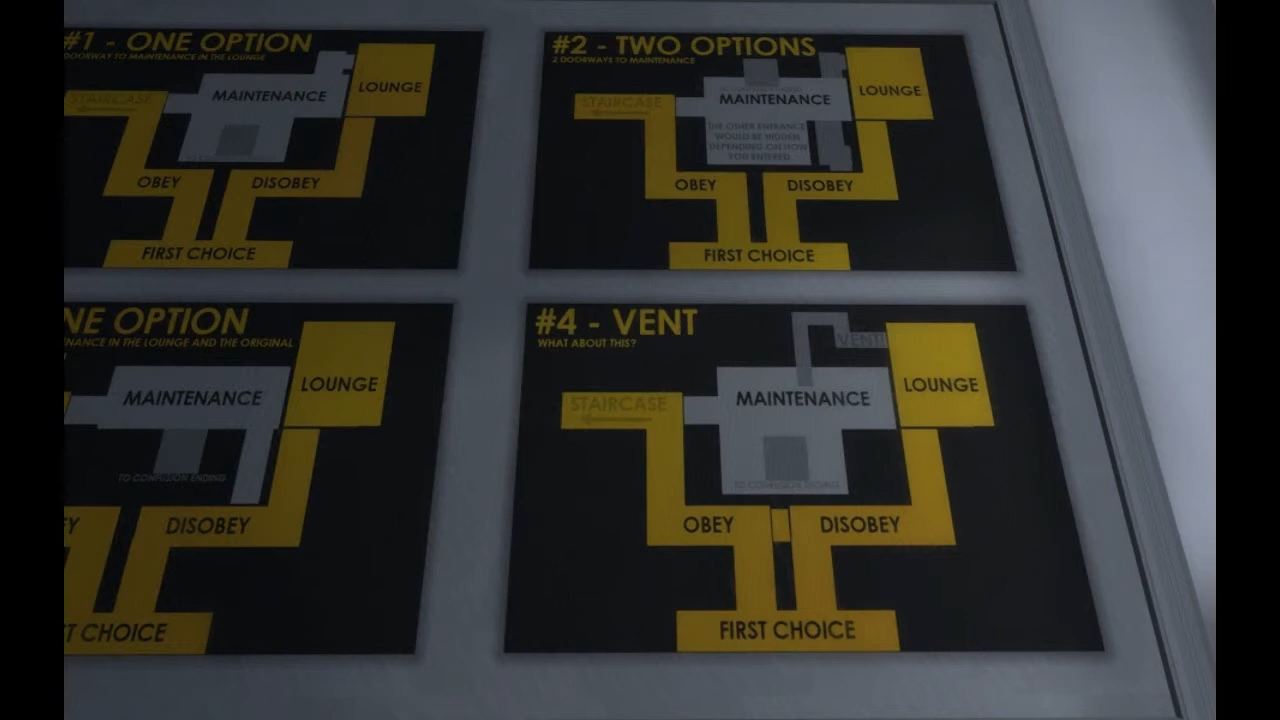 #1 - ONE OPTION
DOORWAY TO MAINTENANCE IN THE LOUNGE
STAIRCASE
MAINTENANCE
LOUNGE
OBEY
DISOBEY
FIRST CHOICE
#2 - TWO OPTIONS
2 DOORWAYS TO MAINTENANCE
STAIRCASE
MAINTENANCE
LOUNGE
THE OTHER ENTRANCE
WOULD BE HIDDEN
DEPENDING ON HOW
YOU ENTERED
OBEY
DISOBEY
FIRST CHOICE
NE OPTION
NANCE IN THE LOUNGE AND THE ORIGINAL
MAINTENANCE
LOUNGE
TO CONFUSION ENDING
EY
DISOBEY
T CHOICE
#4 - VENT
WHAT ABOUT THIS?
VENT!
STAIRCASE
MAINTENANCE
LOUNGE
TO CONFUSION ENDING
OBEY
DISOBEY
FIRST CHOICE